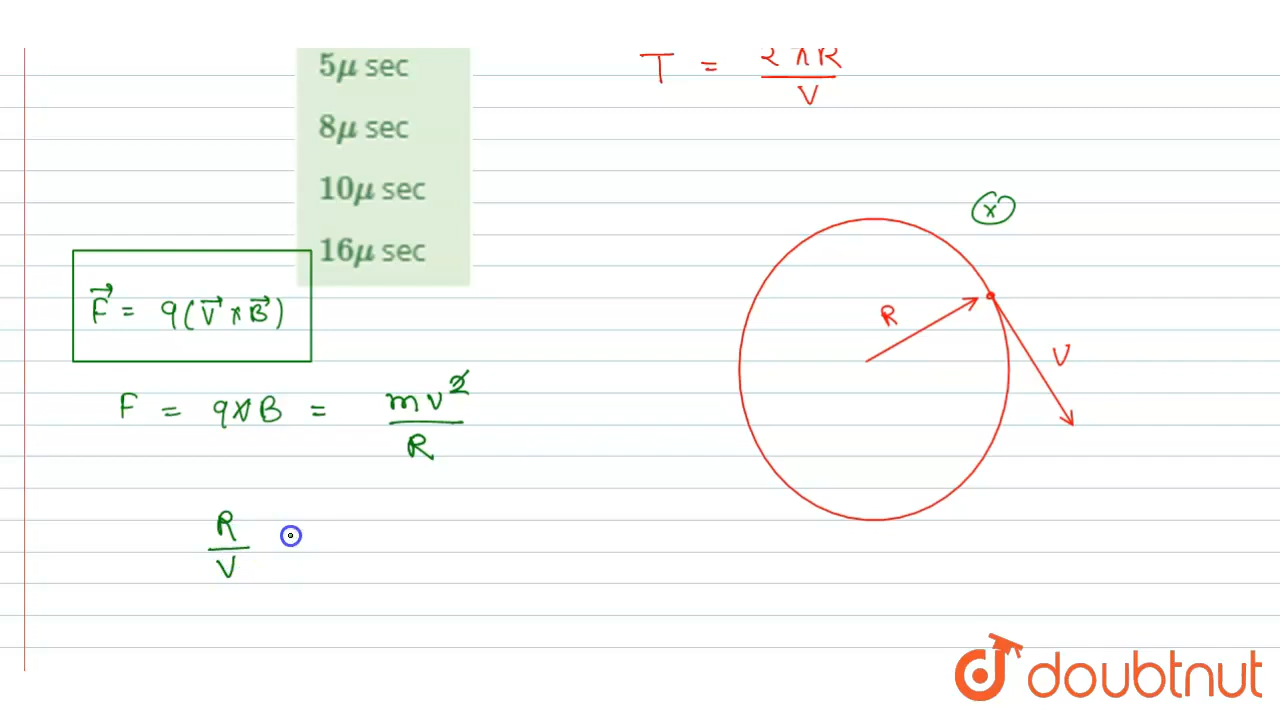 5μ sec
8μ sec
10μ sec
16μ sec
T = 2πR / V
F⃗ = q(V⃗ × B⃗)
F = qVB = mv² / R
R / V
x
R
V
doubtnut